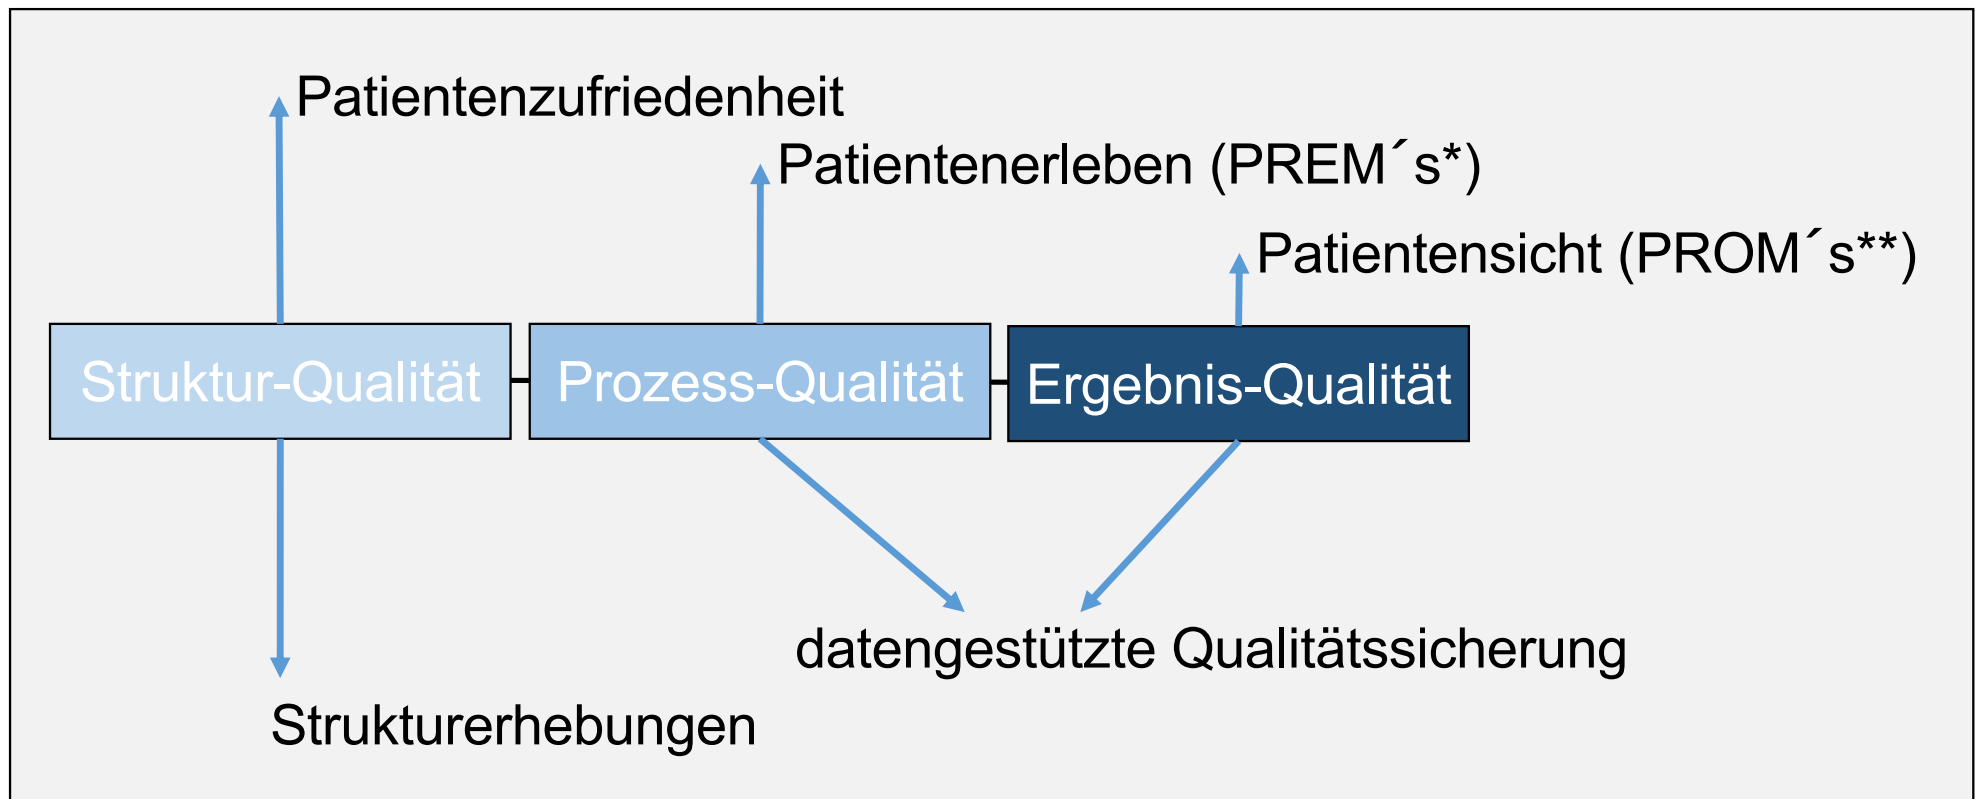 Patientenzufriedenheit
Patientenerleben (PREM´s*)
Patientensicht (PROM´s**)
Struktur-Qualität
Prozess-Qualität
Ergebnis-Qualität
datengestützte Qualitätssicherung
Strukturerhebungen